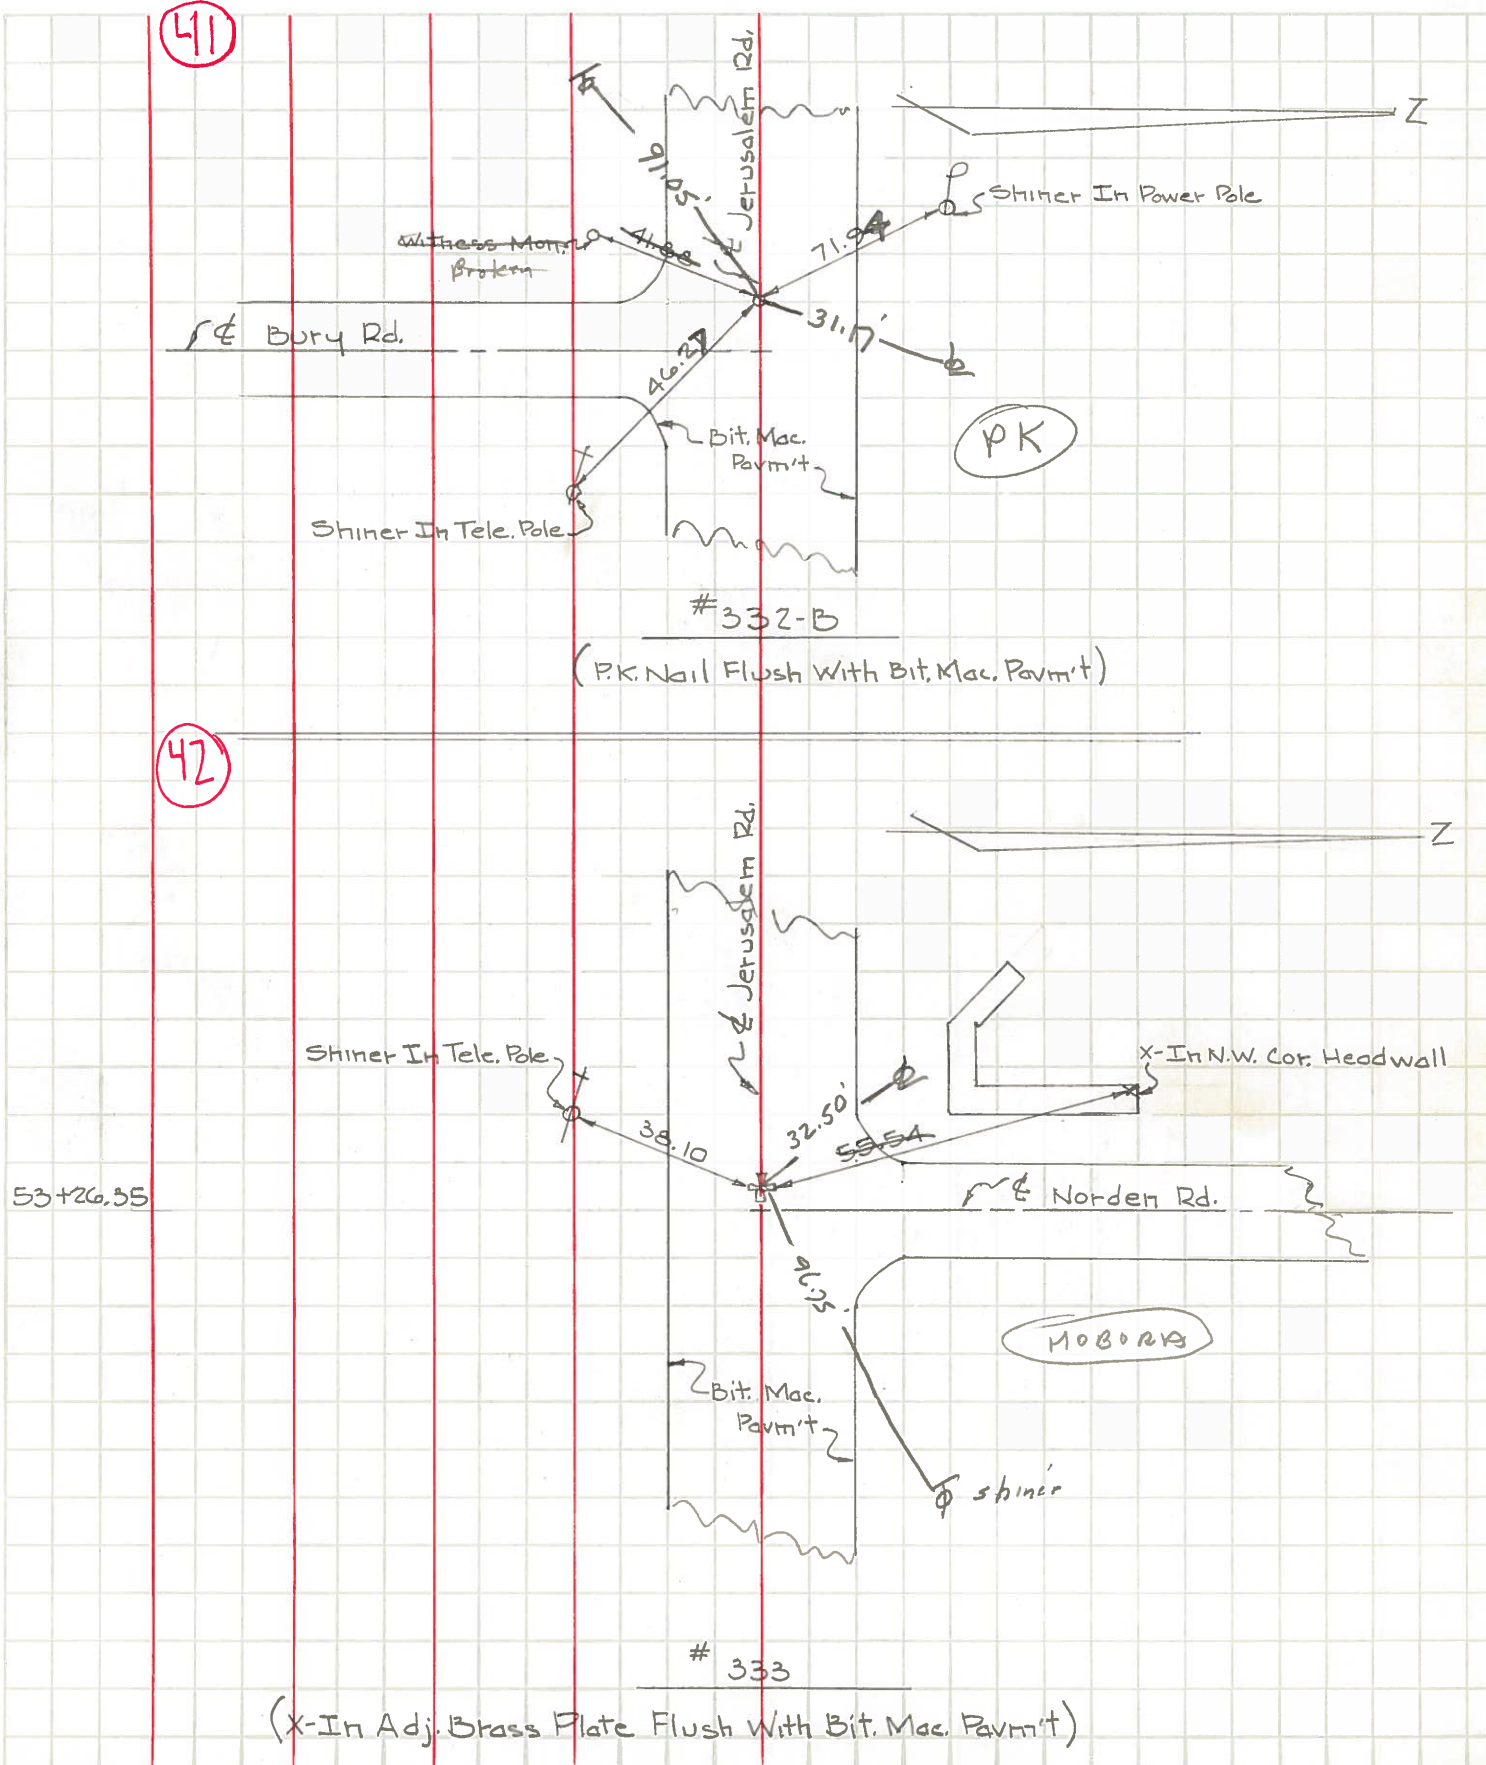 41
℄ Jerusalem Rd.
Z
91.05'
Shiner In Power Pole
Witness Mon.
Broken
41.88
71.94
℄ Bury Rd.
31.17'
46.27
PK
Bit. Mac.
Pavm't
Shiner In Tele. Pole
#332-B
(P.K. Nail Flush With Bit. Mac. Pavm't)
42
℄ Jerusalem Rd.
Z
Shiner In Tele. Pole
X-In N.W. Cor. Headwall
32.50'
38.10
55.54
53+26.35
℄ Norden Rd.
96.75
Bit. Mac.
Pavm't
shiner
# 333
(X-In Adj. Brass Plate Flush With Bit. Mac. Pavm't)